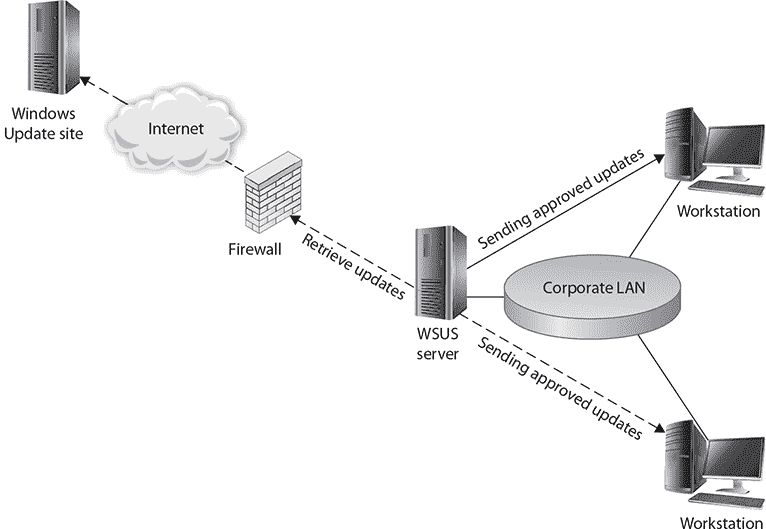 Windows
Update site
Internet
Firewall
Retrieve updates
WSUS
server
Sending approved updates
Sending approved updates
Corporate LAN
Workstation
Workstation